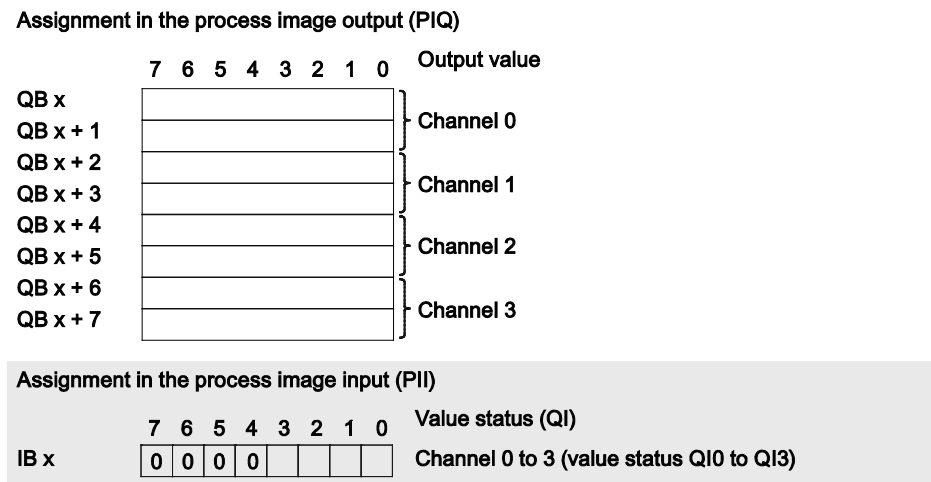 Assignment in the process image output (PIQ)
7 6 5 4 3 2 1 0 Output value
QB x
QB x + 1 Channel 0
QB x + 2
QB x + 3 Channel 1
QB x + 4
QB x + 5 Channel 2
QB x + 6
QB x + 7 Channel 3
Assignment in the process image input (PII)
7 6 5 4 3 2 1 0 Value status (QI)
IB x 0 0 0 0 Channel 0 to 3 (value status QI0 to QI3)